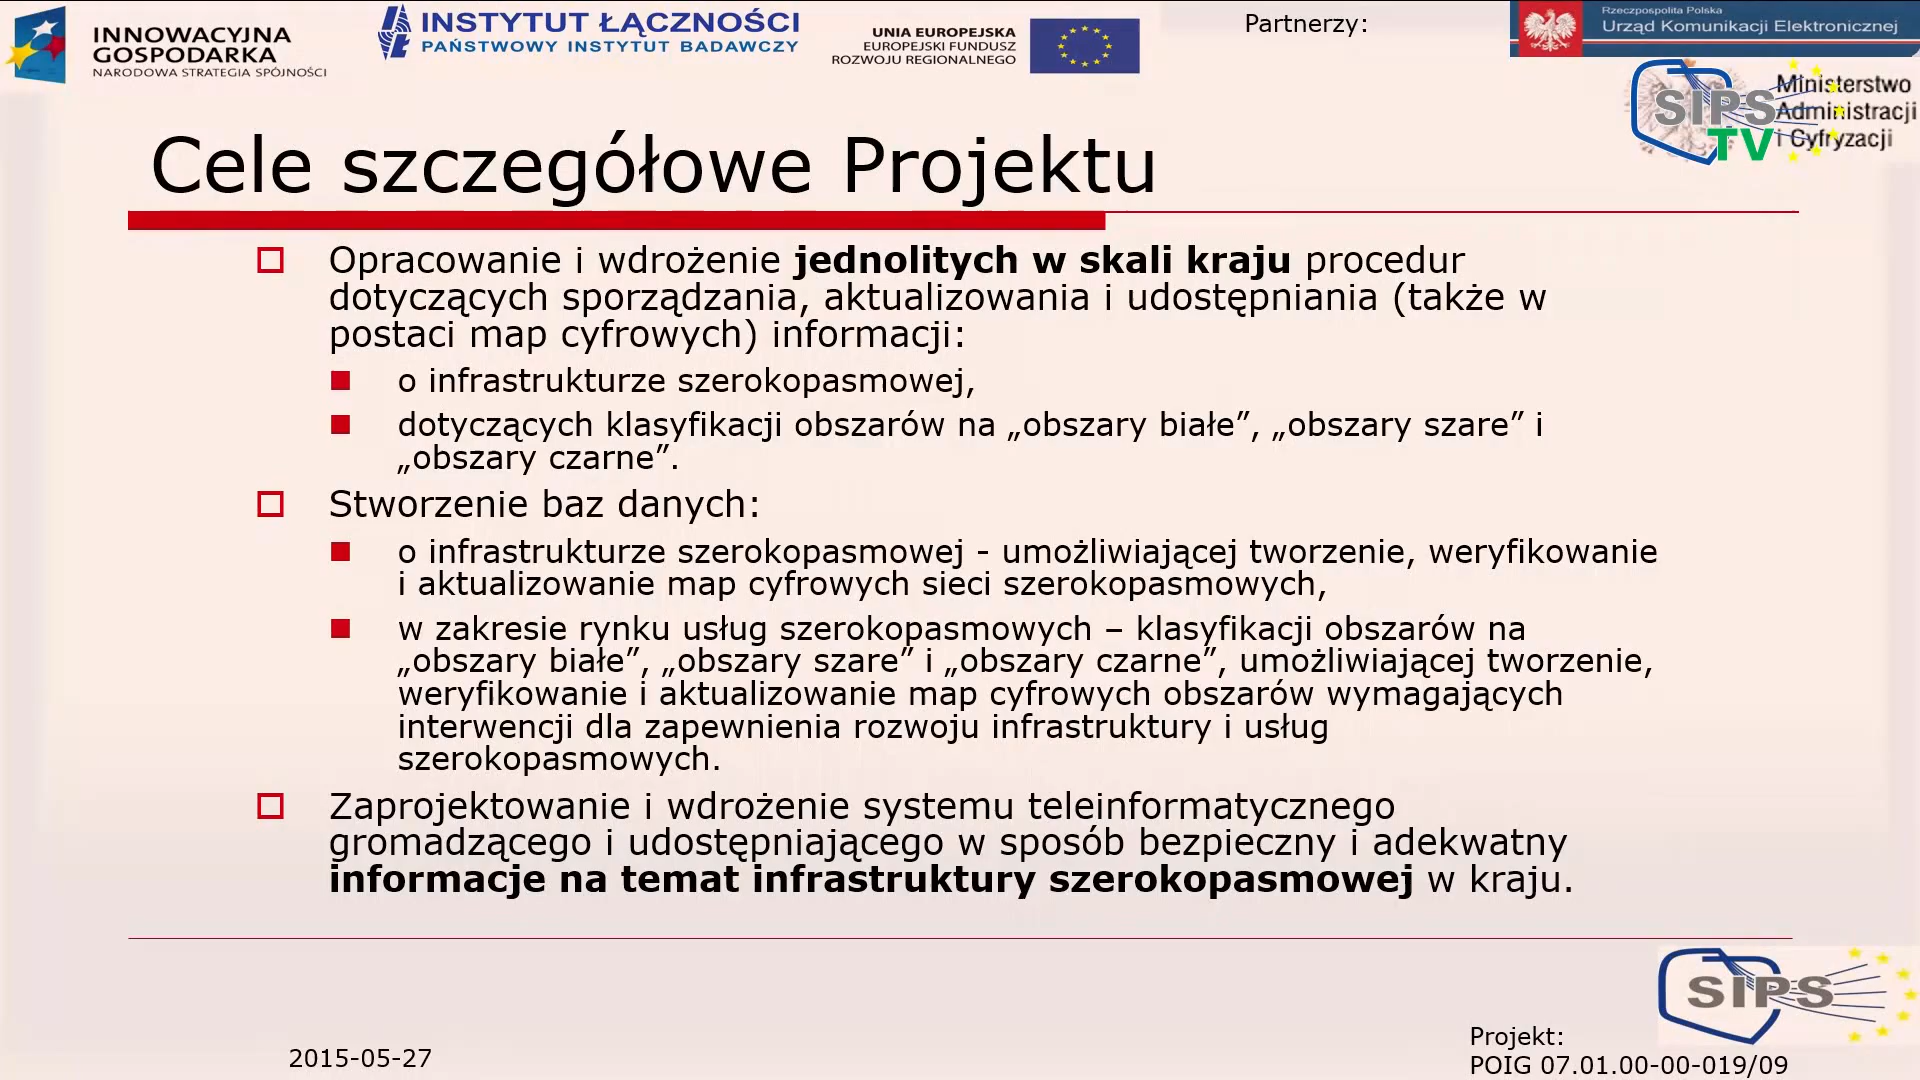 INNOWACYJNA
GOSPODARKA
NARODOWA STRATEGIA SPÓJNOŚCI
INSTYTUT ŁĄCZNOŚCI
PAŃSTWOWY INSTYTUT BADAWCZY
UNIA EUROPEJSKA
EUROPEJSKI FUNDUSZ
ROZWOJU REGIONALNEGO
Partnerzy:
Rzeczpospolita Polska
Urząd Komunikacji Elektronicznej
Ministerstwo
Administracji
i Cyfryzacji
SIPS
TV
Cele szczegółowe Projektu
Opracowanie i wdrożenie jednolitych w skali kraju procedur
dotyczących sporządzania, aktualizowania i udostępniania (także w
postaci map cyfrowych) informacji:
o infrastrukturze szerokopasmowej,
dotyczących klasyfikacji obszarów na „obszary białe”, „obszary szare” i
„obszary czarne”.
Stworzenie baz danych:
o infrastrukturze szerokopasmowej - umożliwiającej tworzenie, weryfikowanie
i aktualizowanie map cyfrowych sieci szerokopasmowych,
w zakresie rynku usług szerokopasmowych – klasyfikacji obszarów na
„obszary białe”, „obszary szare” i „obszary czarne”, umożliwiającej tworzenie,
weryfikowanie i aktualizowanie map cyfrowych obszarów wymagających
interwencji dla zapewnienia rozwoju infrastruktury i usług
szerokopasmowych.
Zaprojektowanie i wdrożenie systemu teleinformatycznego
gromadzącego i udostępniającego w sposób bezpieczny i adekwatny
informacje na temat infrastruktury szerokopasmowej w kraju.
SIPS
2015-05-27
Projekt:
POIG 07.01.00-00-019/09